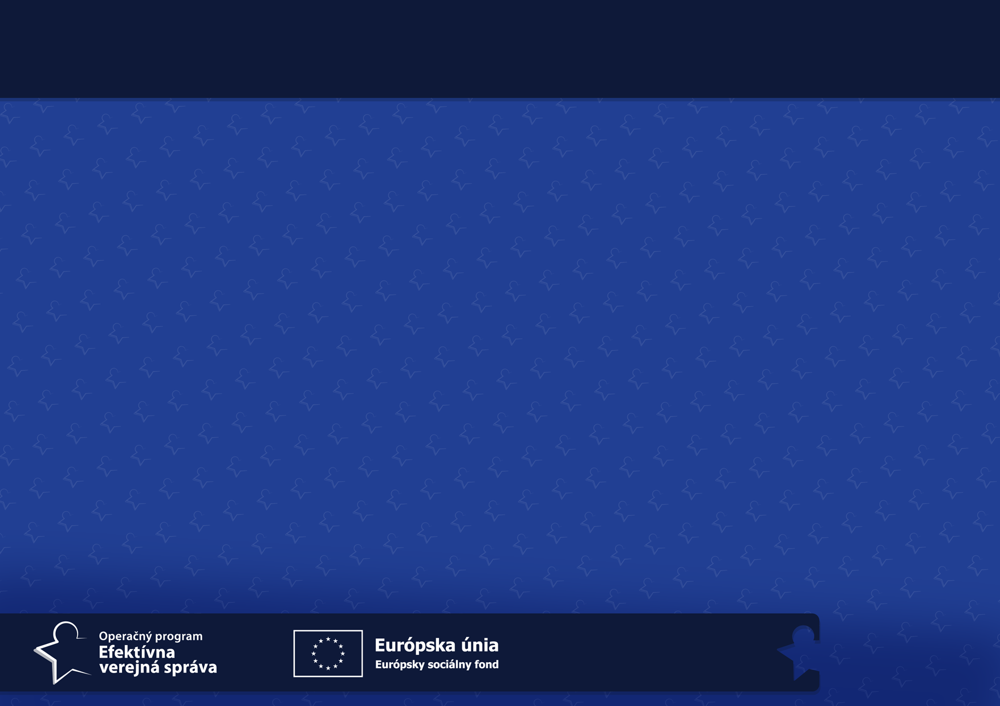 Operačný program
Efektívna
verejná správa
Európska únia
Európsky sociálny fond